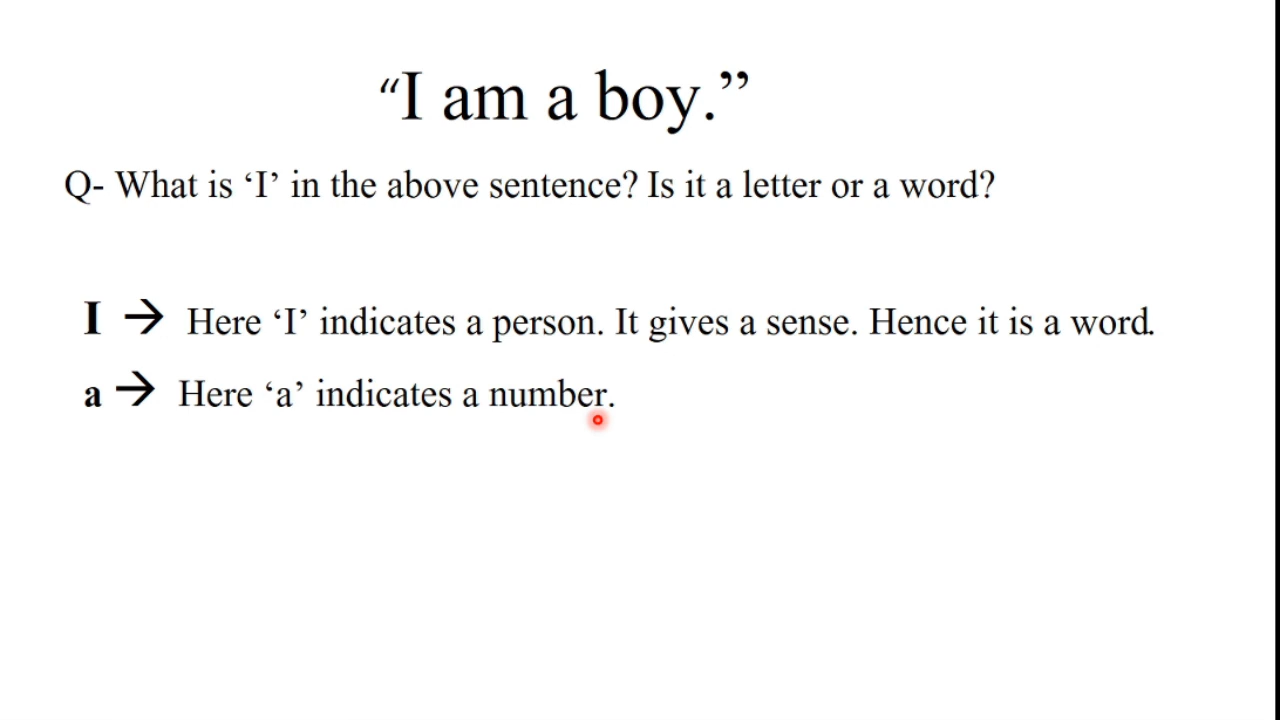 “I am a boy.”
Q- What is ‘I’ in the above sentence? Is it a letter or a word?
I → Here ‘I’ indicates a person. It gives a sense. Hence it is a word.
a → Here ‘a’ indicates a number.